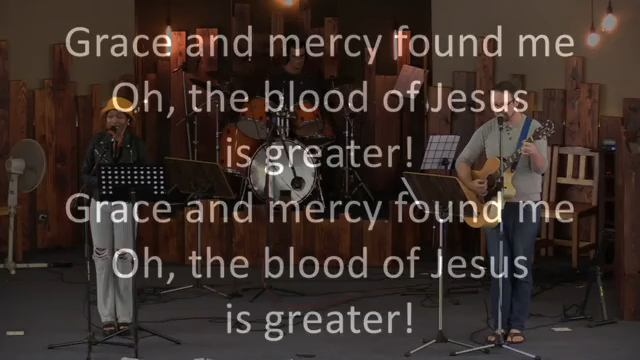 Grace and mercy found me
Oh, the blood of Jesus
is greater!
Grace and mercy found me
Oh, the blood of Jesus
is greater!